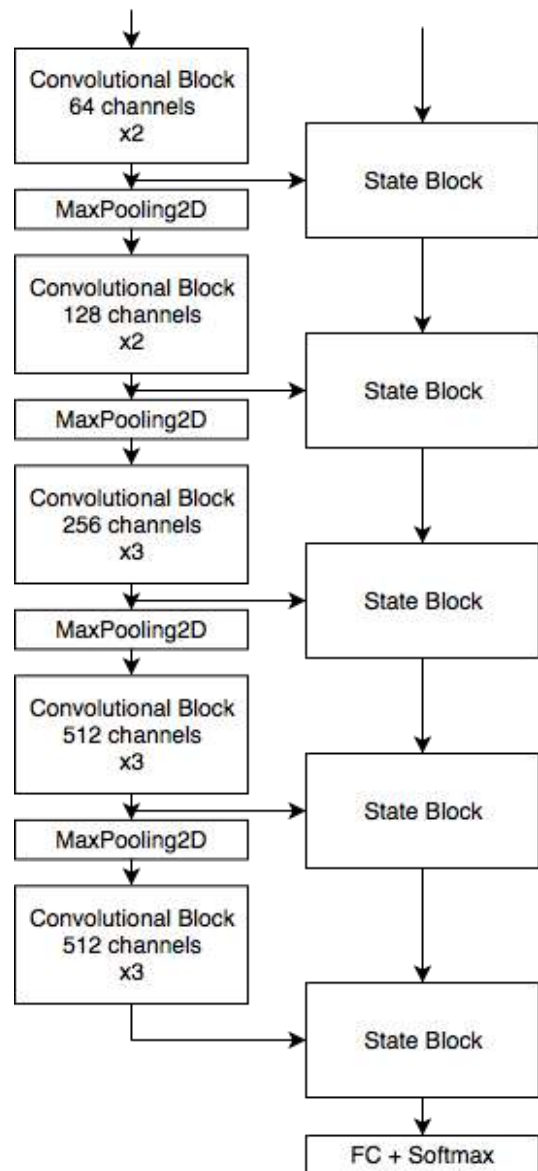 Convolutional Block
64 channels
x2
State Block
MaxPooling2D
Convolutional Block
128 channels
x2
State Block
MaxPooling2D
Convolutional Block
256 channels
x3
State Block
MaxPooling2D
Convolutional Block
512 channels
x3
State Block
MaxPooling2D
Convolutional Block
512 channels
x3
State Block
FC + Softmax